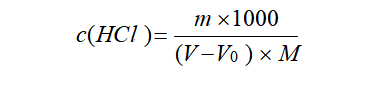 c(HCl)= m×1000 / (V−V₀)×M